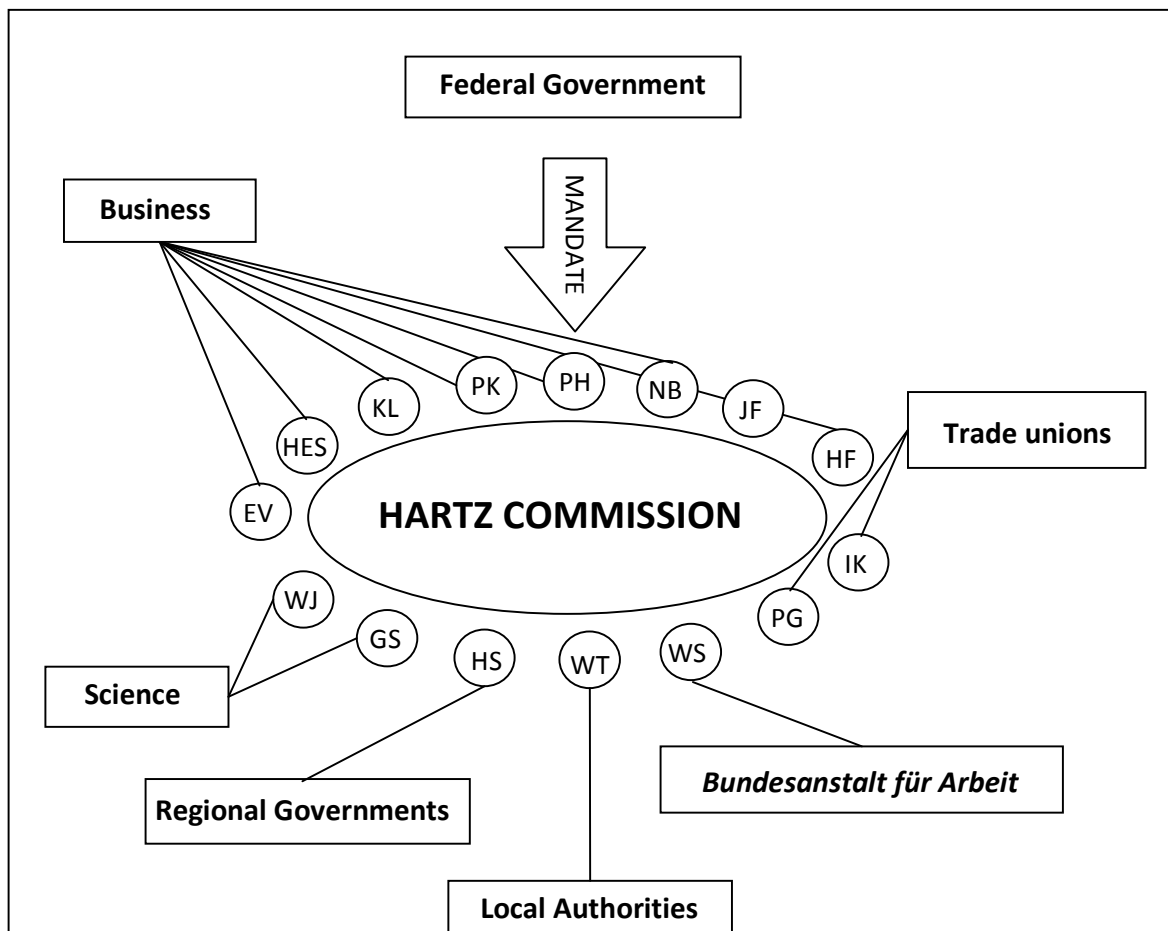 Federal Government
MANDATE
Business
PK
PH
NB
JF
KL
HES
HF
Trade unions
EV
HARTZ COMMISSION
IK
WJ
PG
GS
HS
WT
WS
Science
Bundesanstalt für Arbeit
Regional Governments
Local Authorities